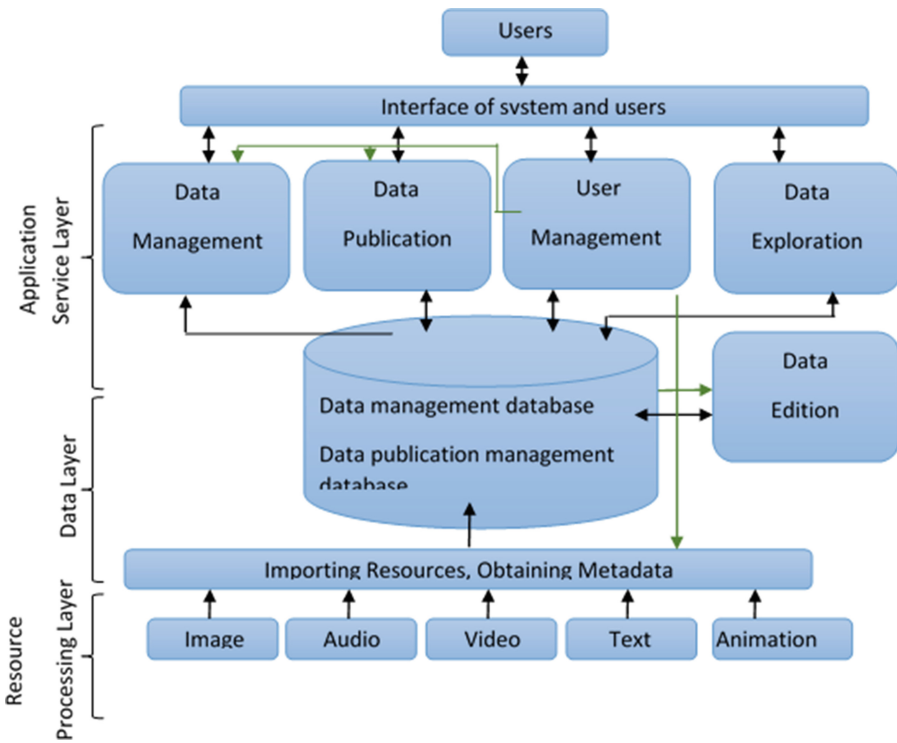 Users
Interface of system and users
Data
Management
Data
Publication
User
Management
Data
Exploration
Application
Service Layer
Data management database
Data publication management
database
Data
Edition
Data Layer
Importing Resources, Obtaining Metadata
Image
Audio
Video
Text
Animation
Resource
Processing Layer